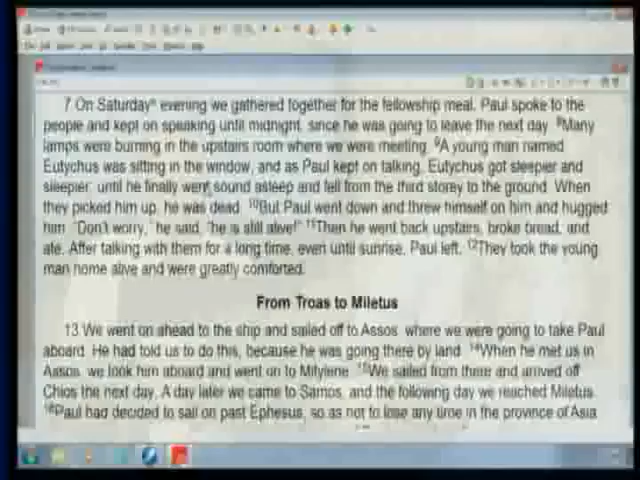 7 On Saturday* evening we gathered together for the fellowship meal. Paul spoke to the
people and kept on speaking until midnight, since he was going to leave the next day. 8Many
lamps were burning in the upstairs room where we were meeting. 9A young man named
Eutychus was sitting in the window, and as Paul kept on talking, Eutychus got sleepier and
sleepier, until he finally went sound asleep and fell from the third storey to the ground. When
they picked him up, he was dead. 10But Paul went down and threw himself on him and hugged
him. "Don't worry," he said, "he is still alive!" 11Then he went back upstairs, broke bread, and
ate. After talking with them for a long time, even until sunrise, Paul left. 12They took the young
man home alive and were greatly comforted.
From Troas to Miletus
13 We went on ahead to the ship and sailed off to Assos, where we were going to take Paul
aboard. He had told us to do this, because he was going there by land. 14When he met us in
Assos, we took him aboard and went on to Mitylene. 15We sailed from there and arrived off
Chios the next day. A day later we came to Samos, and the following day we reached Miletus.
16Paul had decided to sail on past Ephesus, so as not to lose any time in the province of Asia